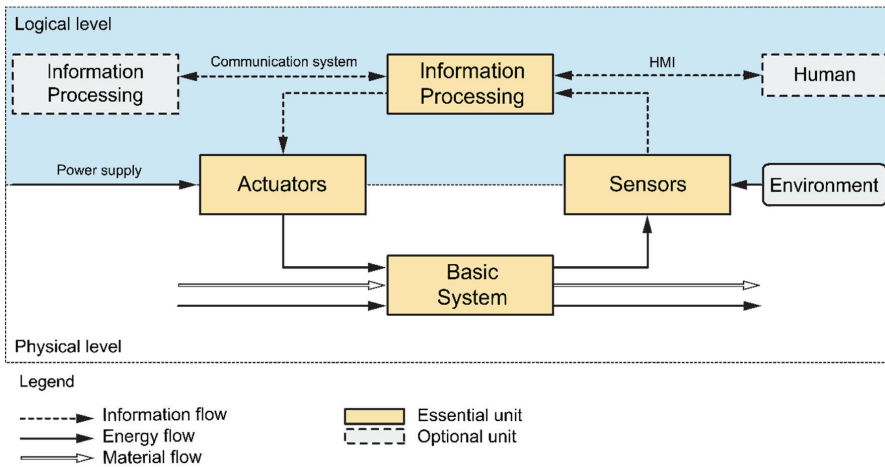 Logical level
Communication system
HMI
Information
Processing
Information
Processing
Human
Power supply
Actuators
Sensors
Environment
Basic
System
Physical level
Legend
Information flow
Energy flow
Material flow
Essential unit
Optional unit